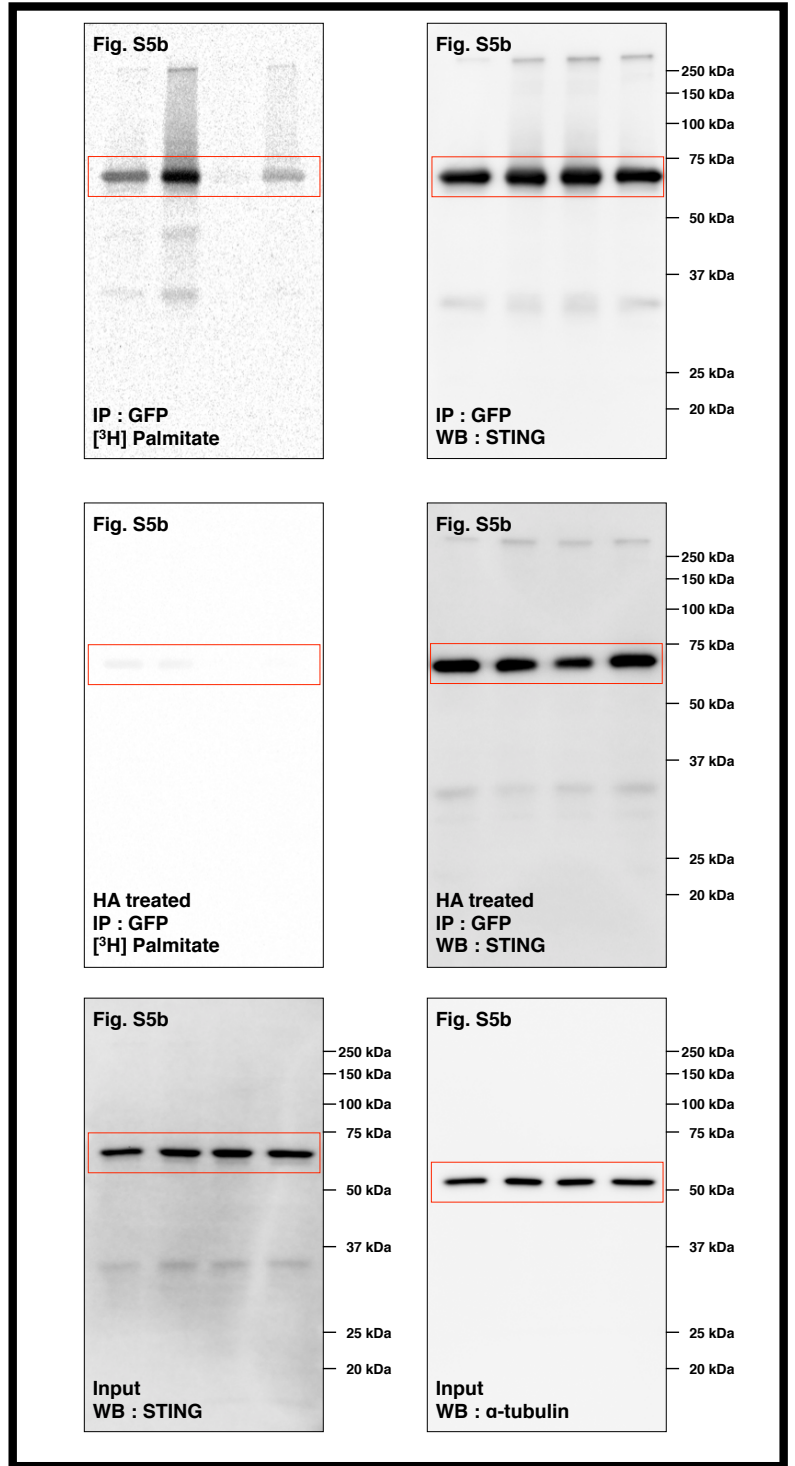 Fig. S5b
IP : GFP
[³H] Palmitate
Fig. S5b
250 kDa
150 kDa
100 kDa
75 kDa
50 kDa
37 kDa
25 kDa
20 kDa
IP : GFP
WB : STING
Fig. S5b
HA treated
IP : GFP
[³H] Palmitate
Fig. S5b
250 kDa
150 kDa
100 kDa
75 kDa
50 kDa
37 kDa
25 kDa
20 kDa
HA treated
IP : GFP
WB : STING
Fig. S5b
250 kDa
150 kDa
100 kDa
75 kDa
50 kDa
37 kDa
25 kDa
20 kDa
Input
WB : STING
Fig. S5b
250 kDa
150 kDa
100 kDa
75 kDa
50 kDa
37 kDa
25 kDa
20 kDa
Input
WB : α-tubulin